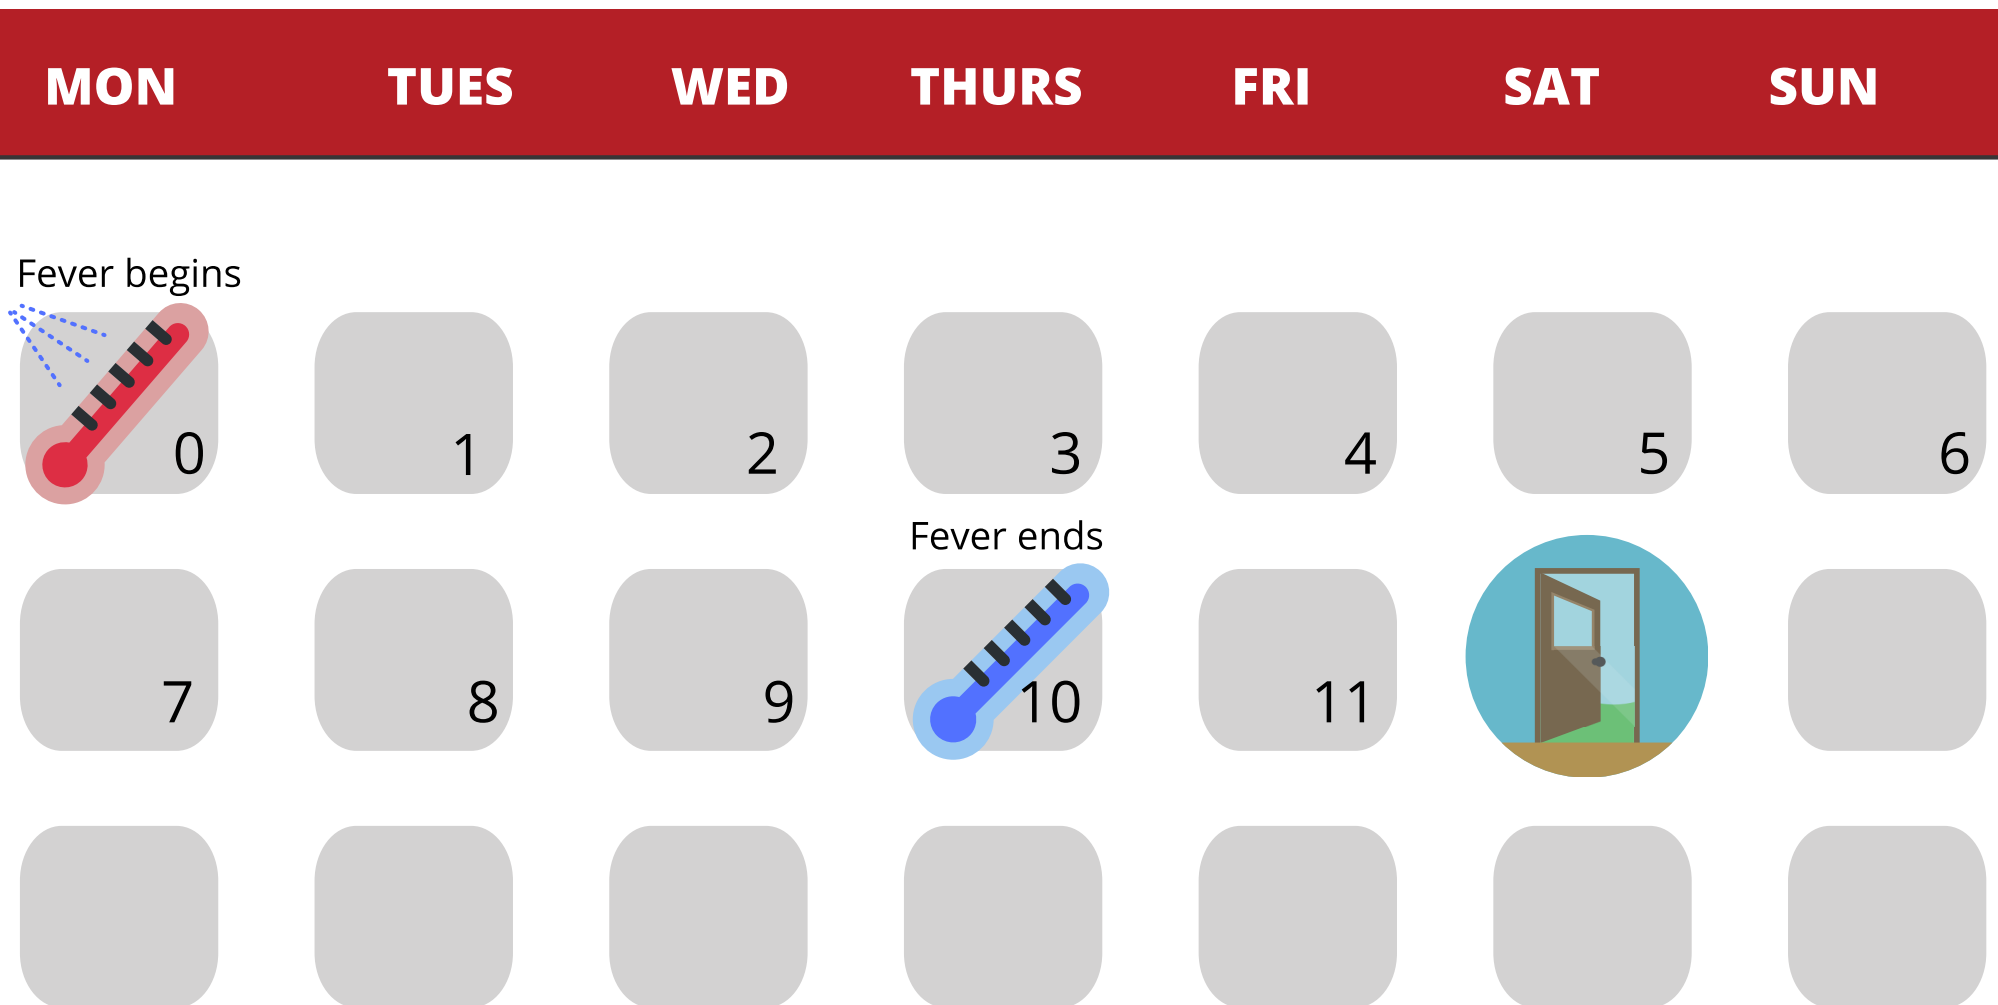 MON TUES WED THURS FRI SAT SUN
Fever begins
0 1 2 3 4 5 6
Fever ends
7 8 9 10 11